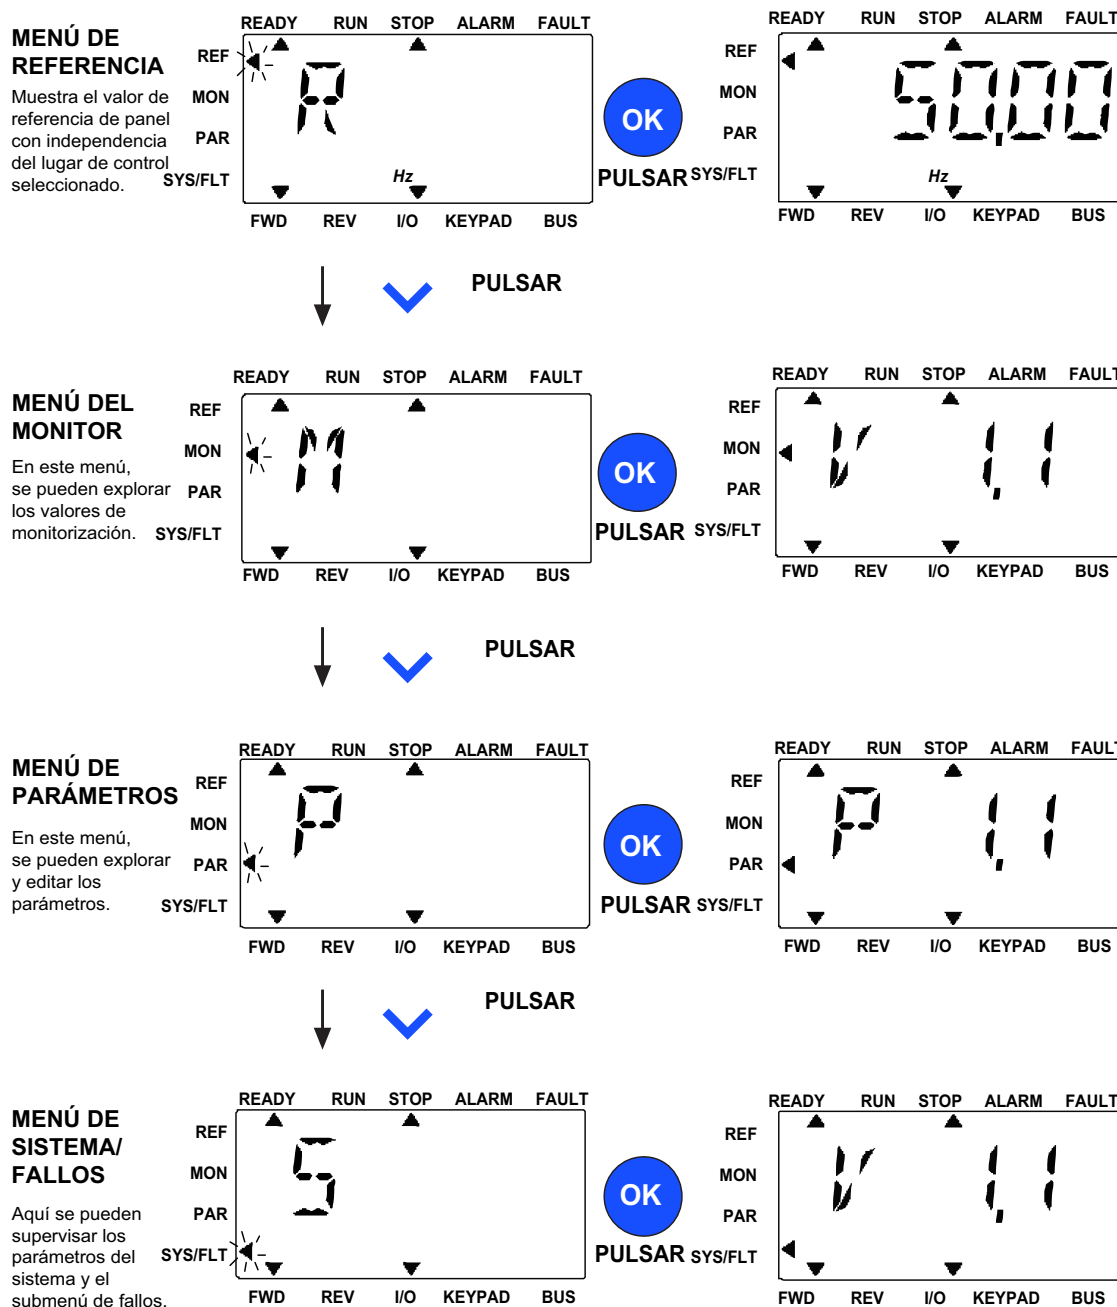 READY RUN STOP ALARM FAULT
READY RUN STOP ALARM FAULT
MENÚ DE
REFERENCIA
Muestra el valor de
referencia de panel
con independencia
del lugar de control
seleccionado.
REF
MON
PAR
SYS/FLT
R
Hz
FWD REV I/O KEYPAD BUS
OK
PULSAR
REF
MON
PAR
SYS/FLT
50,00
Hz
FWD REV I/O KEYPAD BUS
PULSAR
READY RUN STOP ALARM FAULT
READY RUN STOP ALARM FAULT
MENÚ DEL
MONITOR
En este menú,
se pueden explorar
los valores de
monitorización.
REF
MON
PAR
SYS/FLT
M
FWD REV I/O KEYPAD BUS
OK
PULSAR
REF
MON
PAR
SYS/FLT
V 1,1
FWD REV I/O KEYPAD BUS
PULSAR
READY RUN STOP ALARM FAULT
READY RUN STOP ALARM FAULT
MENÚ DE
PARÁMETROS
En este menú,
se pueden explorar
y editar los
parámetros.
REF
MON
PAR
SYS/FLT
P
FWD REV I/O KEYPAD BUS
OK
PULSAR
REF
MON
PAR
SYS/FLT
P 1,1
FWD REV I/O KEYPAD BUS
PULSAR
READY RUN STOP ALARM FAULT
READY RUN STOP ALARM FAULT
MENÚ DE
SISTEMA/
FALLOS
Aquí se pueden
supervisar los
parámetros del
sistema y el
submenú de fallos.
REF
MON
PAR
SYS/FLT
S
FWD REV I/O KEYPAD BUS
OK
PULSAR
REF
MON
PAR
SYS/FLT
V 1,1
FWD REV I/O KEYPAD BUS